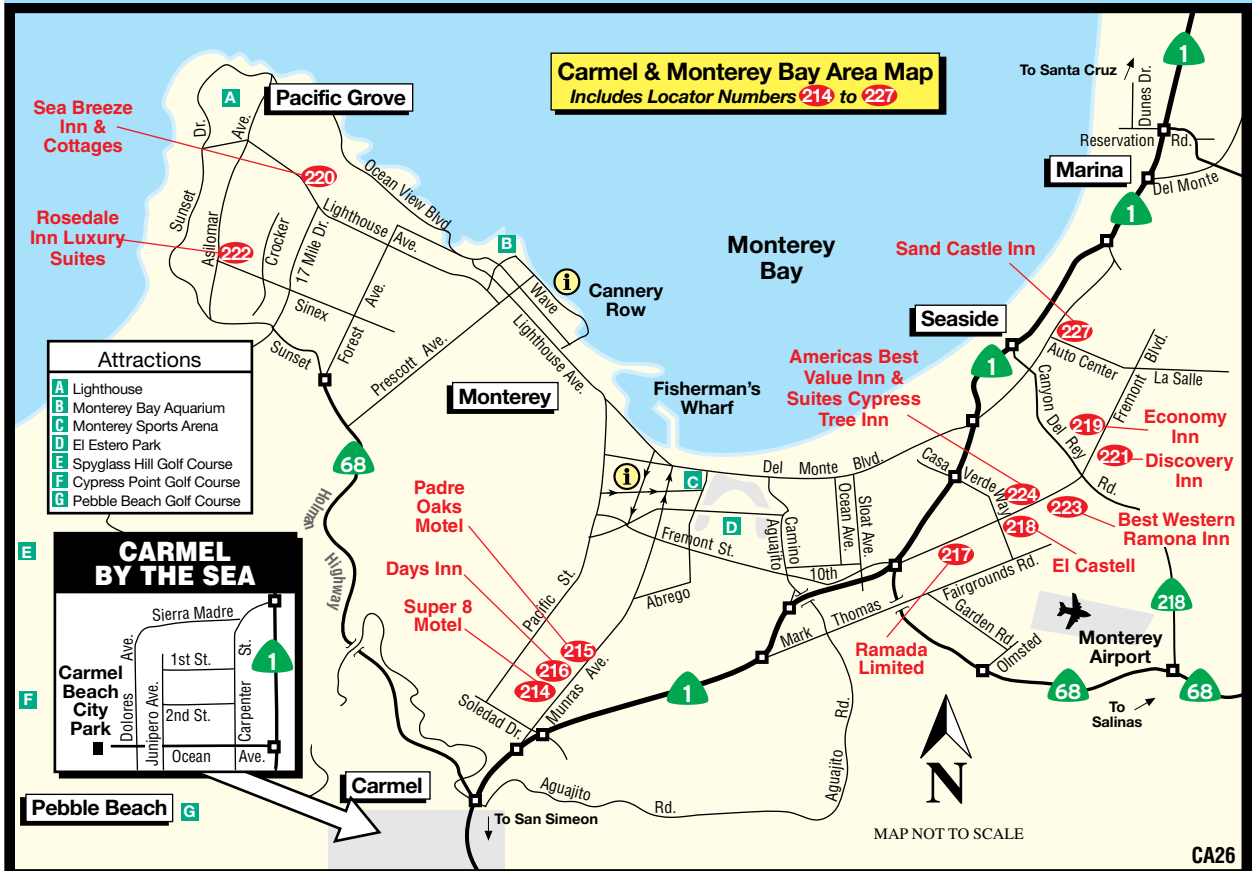 Carmel & Monterey Bay Area Map
Includes Locator Numbers 214 to 227
1
To Santa Cruz
Dunes Dr.
Reservation Rd.
Marina
Del Monte
1
A
Pacific Grove
Sea Breeze
Inn &
Cottages
220
Dr.
Ave.
Ocean View Blvd.
Sunset
Lighthouse Ave.
Rosedale
Inn Luxury
Suites
222
Asilomar
Crocker
17 Mile Dr.
Sinex
Forest Ave.
Sunset
Prescott Ave.
B
i
Cannery
Row
Wave
Lighthouse Ave.
Monterey
Bay
Sand Castle Inn
227
Seaside
1
Auto Center
La Salle
Fremont Blvd.
Canyon Del Rey Rd.
Attractions
A Lighthouse
B Monterey Bay Aquarium
C Monterey Sports Arena
D El Estero Park
E Spyglass Hill Golf Course
F Cypress Point Golf Course
G Pebble Beach Golf Course
Monterey
Fisherman's
Wharf
Americas Best
Value Inn &
Suites Cypress
Tree Inn
224
219
Economy
Inn
221
Discovery
Inn
223
Best Western
Ramona Inn
218
El Castell
217
Ramada
Limited
68
Holman
Highway
i
C
D
Del Monte Blvd.
Casa Verde Way
Ocean Ave.
Sloat Ave.
Camino Aguajito
Fremont St.
10th
Abrego
Pacific St.
Padre
Oaks
Motel
215
Days Inn
216
Super 8
Motel
214
Munras Ave.
Soledad Dr.
Mark Thomas
Fairgrounds Rd.
Garden Rd.
Olmsted
Monterey
Airport
218
68
68
To
Salinas
1
Aguajito Rd.
Aguajito Rd.
E
CARMEL
BY THE SEA
Sierra Madre
Ave.
St.
1
1st St.
2nd St.
Carmel
Beach
City
Park
Dolores
Junipero Ave.
Carpenter
Ocean Ave.
F
Carmel
Pebble Beach
G
To San Simeon
N
MAP NOT TO SCALE
CA26